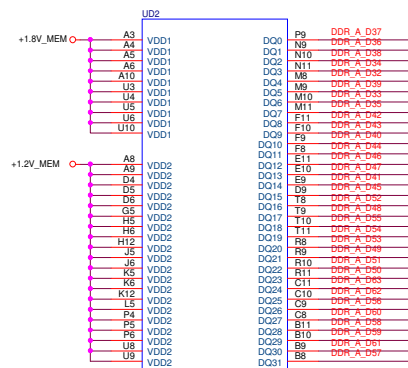 UD2
+1.8V_MEM A3 VDD1 DQ0 P9 DDR_A_D37
A4 VDD1 DQ1 N9 DDR_A_D36
A5 VDD1 DQ2 N10 DDR_A_D38
A6 VDD1 DQ3 N11 DDR_A_D34
A10 VDD1 DQ4 M8 DDR_A_D32
U3 VDD1 DQ5 M9 DDR_A_D39
U4 VDD1 DQ6 M10 DDR_A_D33
U5 VDD1 DQ7 M11 DDR_A_D35
U6 VDD1 DQ8 F11 DDR_A_D42
U10 VDD1 DQ9 F10 DDR_A_D43
DQ10 F9 DDR_A_D40
DQ11 F8 DDR_A_D44
+1.2V_MEM A8 VDD2 DQ12 E11 DDR_A_D46
A9 VDD2 DQ13 E10 DDR_A_D47
D4 VDD2 DQ14 E9 DDR_A_D41
D5 VDD2 DQ15 D9 DDR_A_D45
D6 VDD2 DQ16 T8 DDR_A_D52
G5 VDD2 DQ17 T9 DDR_A_D48
H5 VDD2 DQ18 T10 DDR_A_D55
H6 VDD2 DQ19 T11 DDR_A_D54
H12 VDD2 DQ20 R8 DDR_A_D53
J5 VDD2 DQ21 R9 DDR_A_D49
J6 VDD2 DQ22 R10 DDR_A_D51
K5 VDD2 DQ23 R11 DDR_A_D50
K6 VDD2 DQ24 C11 DDR_A_D63
K12 VDD2 DQ25 C10 DDR_A_D62
L5 VDD2 DQ26 C9 DDR_A_D56
P4 VDD2 DQ27 C8 DDR_A_D60
P5 VDD2 DQ28 B11 DDR_A_D58
P6 VDD2 DQ29 B10 DDR_A_D59
U8 VDD2 DQ30 B9 DDR_A_D61
U9 VDD2 DQ31 B8 DDR_A_D57